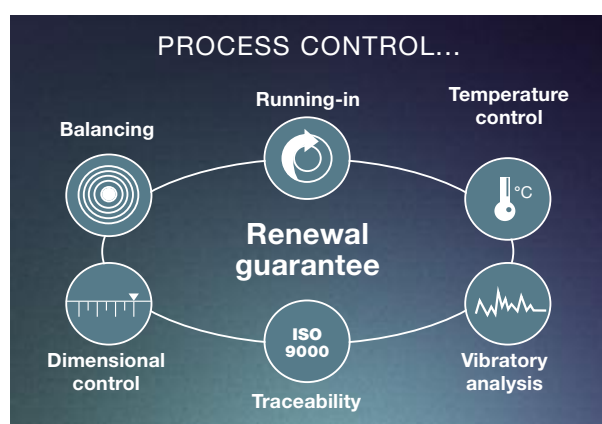 PROCESS CONTROL...
Running-in
Temperature
control
Balancing
°C
Renewal
guarantee
ISO
9000
Dimensional
control
Vibratory
analysis
Traceability